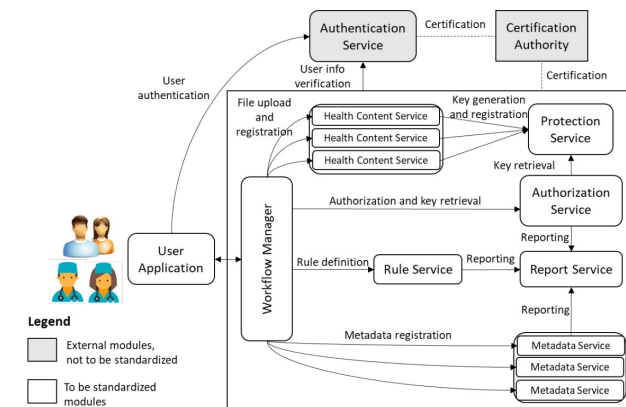 Authentication
Service
Certification
Certification
Authority
User
authentication
User info
verification
Certification
File upload
and
registration
Health Content Service
Health Content Service
Health Content Service
Key generation
and registration
Protection
Service
Key retrieval
Authorization and key retrieval
Authorization
Service
User
Application
Workflow Manager
Reporting
Rule definition
Rule Service
Reporting
Report Service
Reporting
Legend
External modules,
not to be standardized
To be standardized
modules
Metadata registration
Metadata Service
Metadata Service
Metadata Service